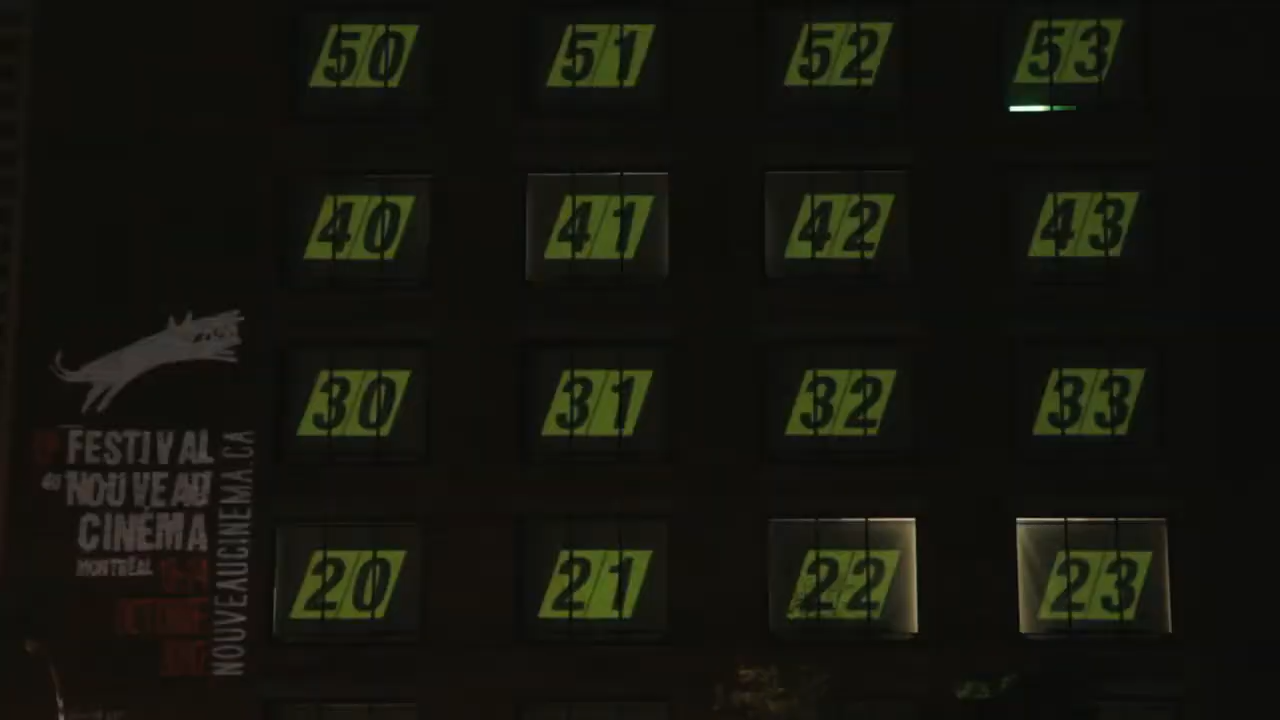 50 51 52 53
40 41 42 43
30 31 32 33
20 21 22 23
FESTIVAL
du NOUVEAU
CINÉMA
MONTRÉAL
NOUVEAUCINEMA.CA